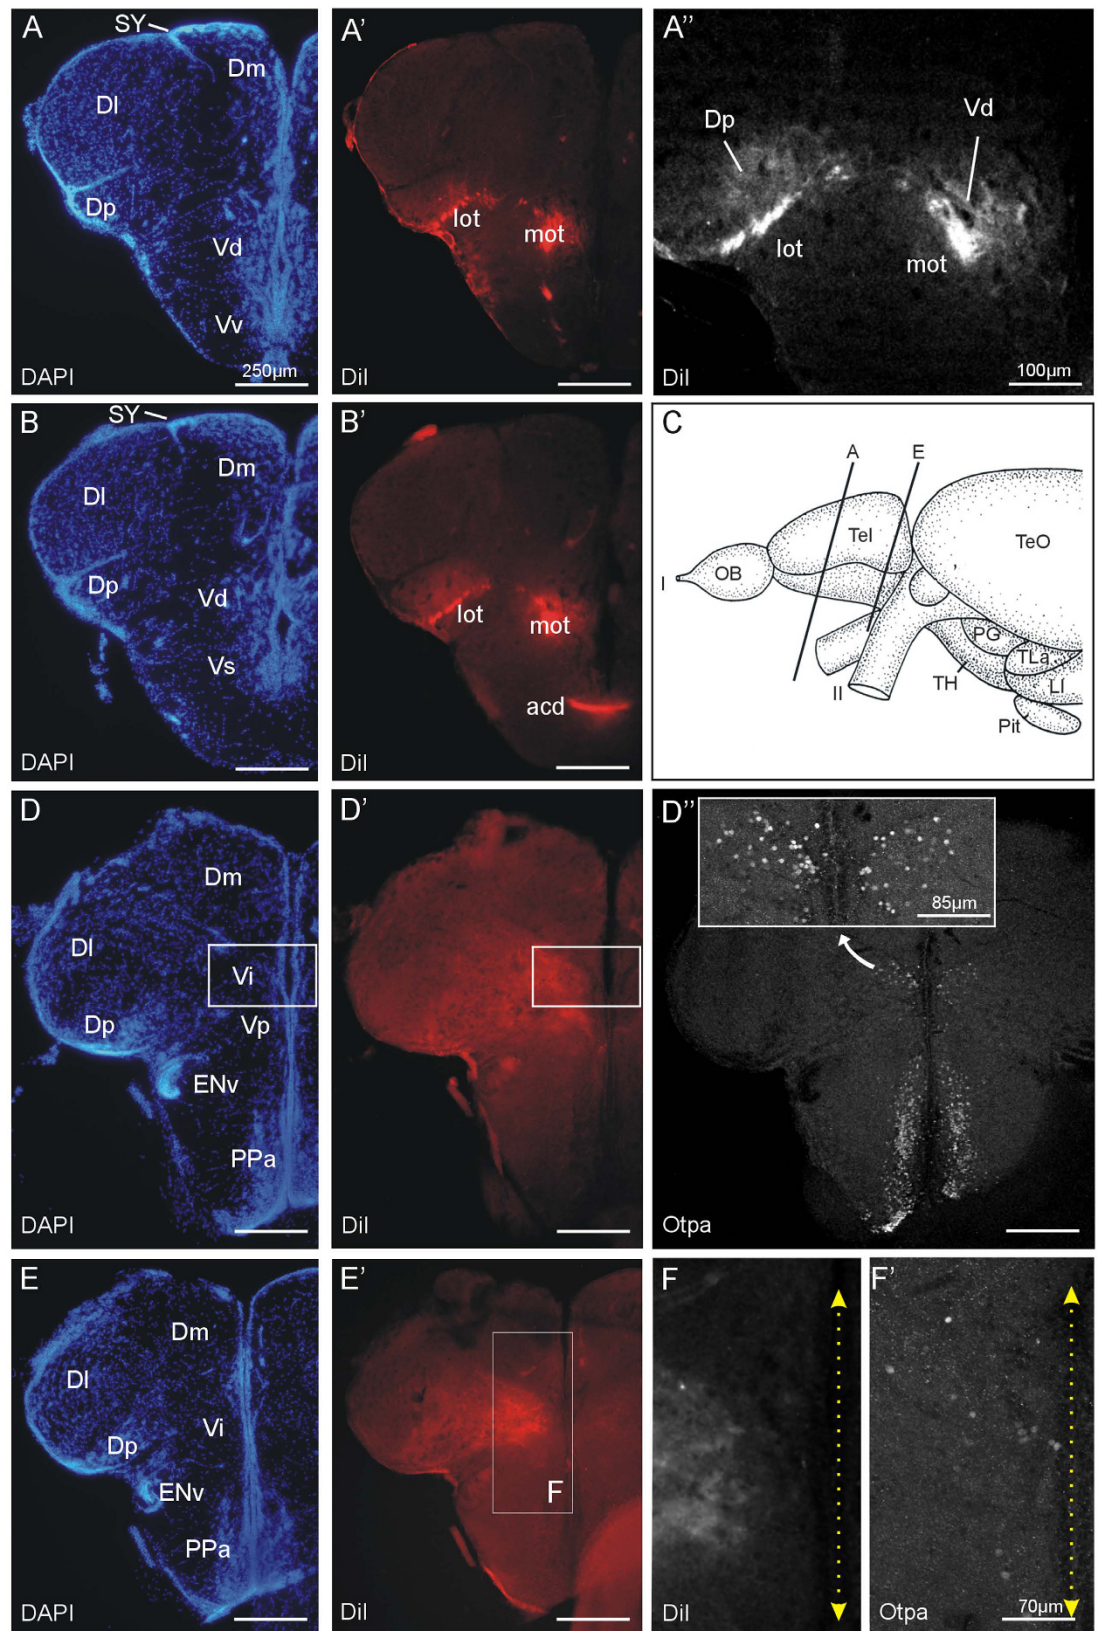 A
SY
Dm
Dl
Dp
Vd
Vv
250µm
DAPI
A'
lot
mot
DiI
A''
Vd
Dp
lot
mot
100µm
DiI
B
SY
Dm
Dl
Dp
Vd
Vs
DAPI
B'
lot
mot
acd
DiI
C
A
E
Tel
TeO
OB
I
PG
TLa
TH
LI
II
Pit
D
Dm
Dl
Vi
Dp
Vp
ENv
PPa
DAPI
D'
DiI
D''
85µm
Otpa
E
Dm
Dl
Vi
Dp
ENv
PPa
DAPI
E'
F
DiI
F
DiI
F'
Otpa
70µm